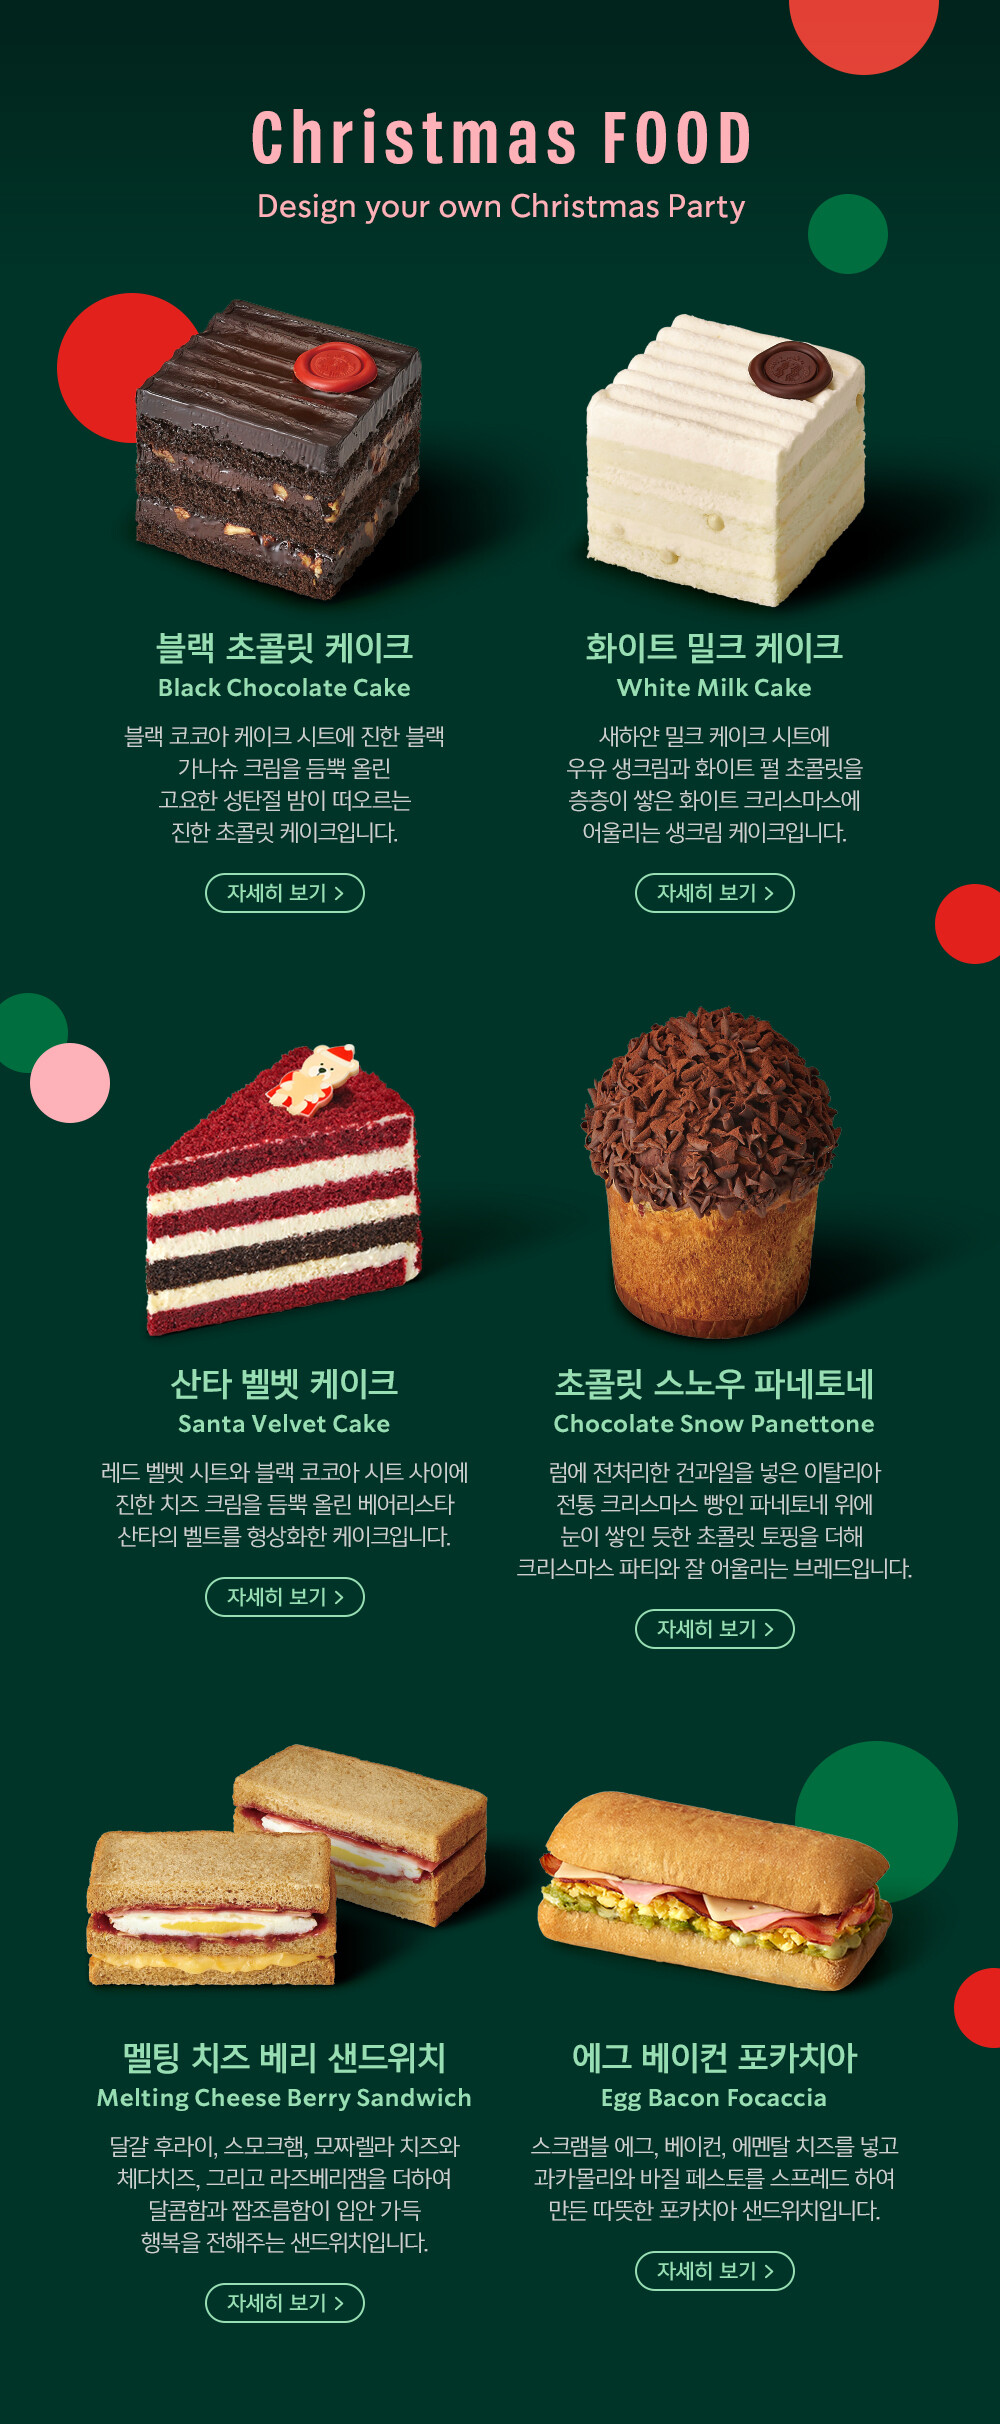 Christmas FOOD
Design your own Christmas Party
블랙 초콜릿 케이크
Black Chocolate Cake
블랙 코코아 케이크 시트에 진한 블랙
가나슈 크림을 듬뿍 올린
고요한 성탄절 밤이 떠오르는
진한 초콜릿 케이크입니다.
자세히 보기 >
화이트 밀크 케이크
White Milk Cake
새하얀 밀크 케이크 시트에
우유 생크림과 화이트 펄 초콜릿을
층층이 쌓은 화이트 크리스마스에
어울리는 생크림 케이크입니다.
자세히 보기 >
산타 벨벳 케이크
Santa Velvet Cake
레드 벨벳 시트와 블랙 코코아 시트 사이에
진한 치즈 크림을 듬뿍 올린 베어리스타
산타의 벨트를 형상화한 케이크입니다.
자세히 보기 >
초콜릿 스노우 파네토네
Chocolate Snow Panettone
럼에 전처리한 건과일을 넣은 이탈리아
전통 크리스마스 빵인 파네토네 위에
눈이 쌓인 듯한 초콜릿 토핑을 더해
크리스마스 파티와 잘 어울리는 브레드입니다.
자세히 보기 >
멜팅 치즈 베리 샌드위치
Melting Cheese Berry Sandwich
달걀 후라이, 스모크햄, 모짜렐라 치즈와
체다치즈, 그리고 라즈베리잼을 더하여
달콤함과 짭조름함이 입안 가득
행복을 전해주는 샌드위치입니다.
자세히 보기 >
에그 베이컨 포카치아
Egg Bacon Focaccia
스크램블 에그, 베이컨, 에멘탈 치즈를 넣고
과카몰리와 바질 페스토를 스프레드 하여
만든 따뜻한 포카치아 샌드위치입니다.
자세히 보기 >